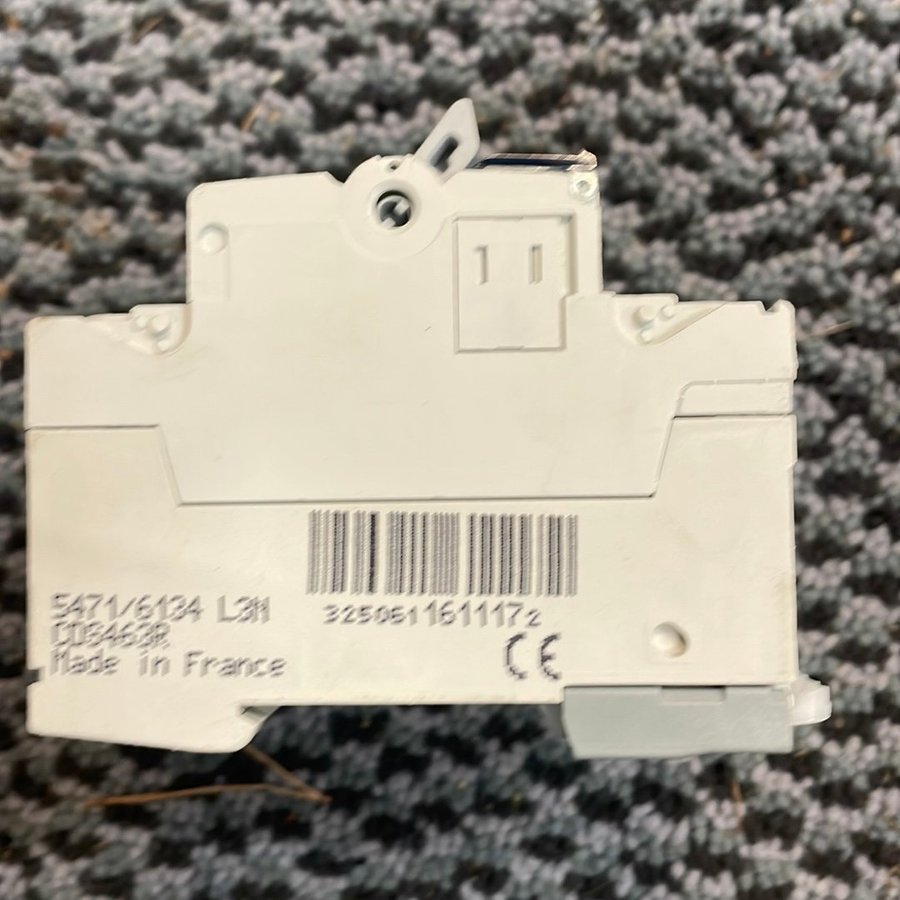 3250611611172
5471/6134 L3N
CDS463R
Made in France
CE